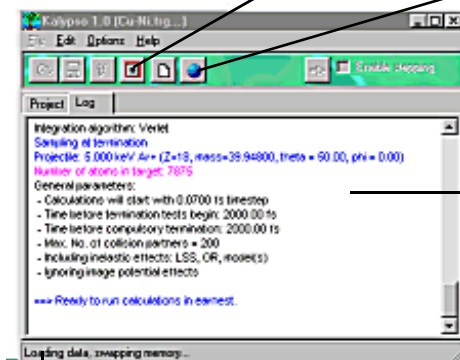 Kalypso 1.0 [Cu-Ni.trg...]
File Edit Options Help
Enable stepping
Project Log
Integration algorithm: Verlet
Sampling at termination
Projectile: 5.000 keV Ar+ (Z=18, mass=39.94800, theta = 60.00, phi = 0.00)
Number of atoms in target: 7875
General parameters:
- Calculations will start with 0.0700 fs timestep
- Time before termination tests begin: 2000.00 fs
- Time before compulsory termination: 2000.00 fs
- Max. No. of collision partners = 200
- Including inelastic effects: LSS, OR, model(s)
- Ignoring image potential effects
==> Ready to run calculations in earnest.
Loading data, swapping memory...